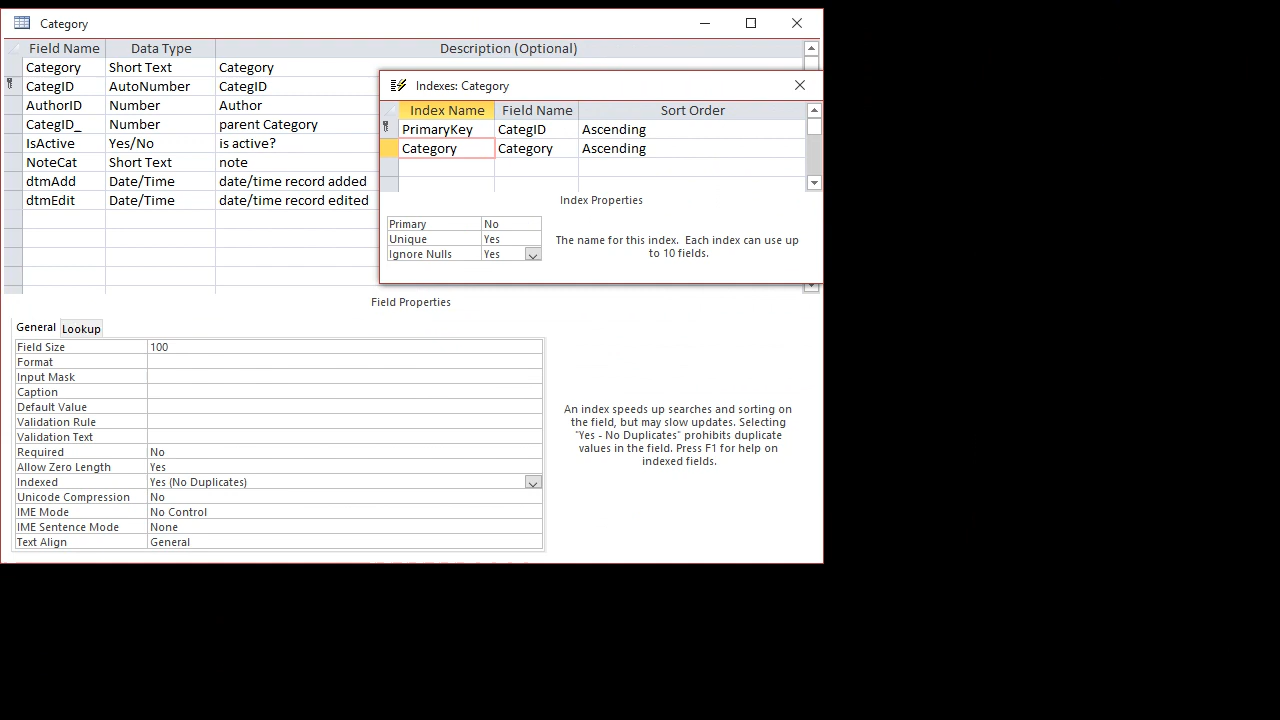 Category
Field Name Data Type Description (Optional)
Category Short Text Category
CategID AutoNumber CategID
AuthorID Number Author
CategID_ Number parent Category
IsActive Yes/No is active?
NoteCat Short Text note
dtmAdd Date/Time date/time record added
dtmEdit Date/Time date/time record edited
Indexes: Category
Index Name Field Name Sort Order
PrimaryKey CategID Ascending
Category Category Ascending
Index Properties
Primary No
Unique Yes
Ignore Nulls Yes
The name for this index. Each index can use up
to 10 fields.
Field Properties
General Lookup
Field Size 100
Format
Input Mask
Caption
Default Value
Validation Rule
Validation Text
Required No
Allow Zero Length Yes
Indexed Yes (No Duplicates)
Unicode Compression No
IME Mode No Control
IME Sentence Mode None
Text Align General
An index speeds up searches and sorting on
the field, but may slow updates. Selecting
"Yes - No Duplicates" prohibits duplicate
values in the field. Press F1 for help on
indexed fields.